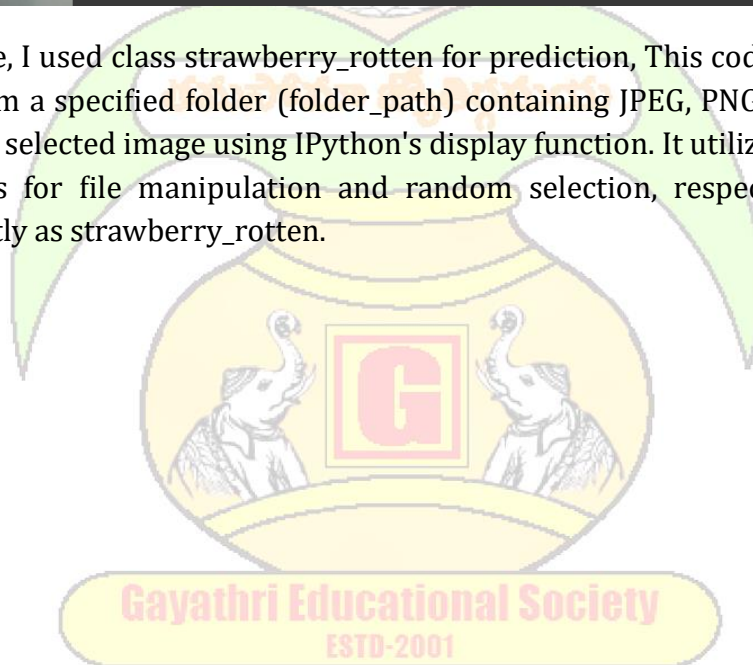 e, I used class strawberry_rotten for prediction, This cod
m a specified folder (folder_path) containing JPEG, PNG
selected image using IPython's display function. It utiliz
s for file manipulation and random selection, respec
tly as strawberry_rotten.
G
Gayathri Educational Society
ESTD-2001